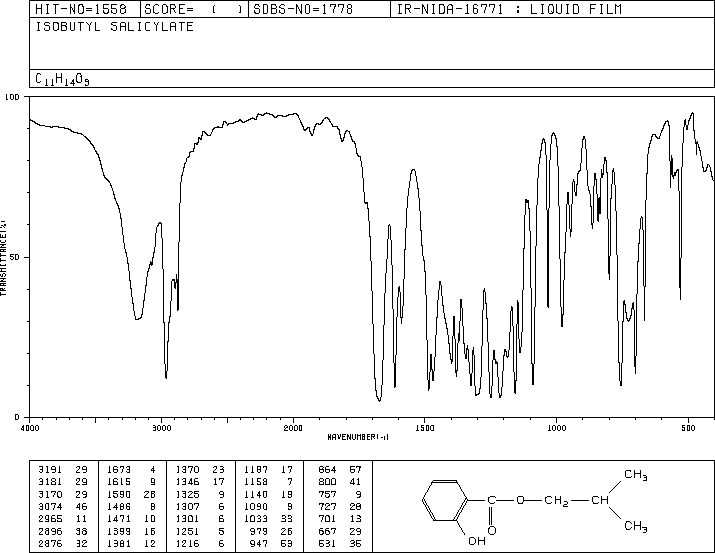 HIT-NO=1558 SCORE= ( ) SDBS-NO=1778 IR-NIDA-16771 : LIQUID FILM
ISOBUTYL SALICYLATE
C11H14O3
100
50
0
TRANSMITTANCE(%)
4000 3000 2000 1500 1000 500
WAVENUMBER(-1)
3191 29 1673 4 1370 23 1187 17 864 57
3181 29 1615 9 1346 17 1158 7 800 41
3170 29 1590 28 1325 9 1140 19 757 9
3074 46 1486 8 1307 6 1090 9 727 28
2965 11 1471 10 1301 6 1033 33 701 13
2896 38 1399 16 1251 5 979 26 667 29
2876 32 1381 12 1216 6 947 53 531 35
CH3
C O CH2 CH
O CH3
OH